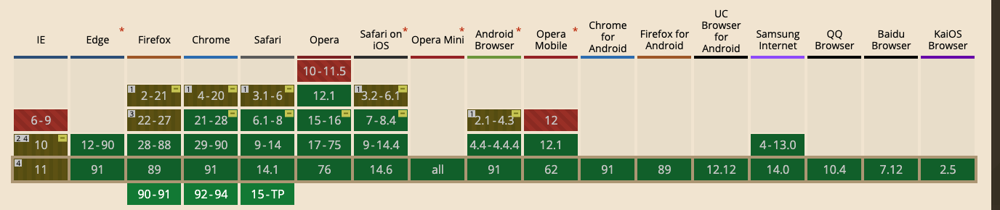 IE Edge * Firefox Chrome Safari Opera Safari on iOS * Opera Mini Android Browser * Opera Mobile * Chrome for Android Firefox for Android UC Browser for Android Samsung Internet QQ Browser Baidu Browser KaiOS Browser
10-11.5
1 2-21 1 4-20 1 3.1-6 12.1 1 3.2-6.1
6-9 3 22-27 21-28 6.1-8 15-16 7-8.4 1 2.1-4.3 12
2 4 10 12-90 28-88 29-90 9-14 17-75 9-14.4 4.4-4.4.4 12.1 4-13.0
4 11 91 89 91 14.1 76 14.6 all 91 62 91 89 12.12 14.0 10.4 7.12 2.5
90-91 92-94 15-TP